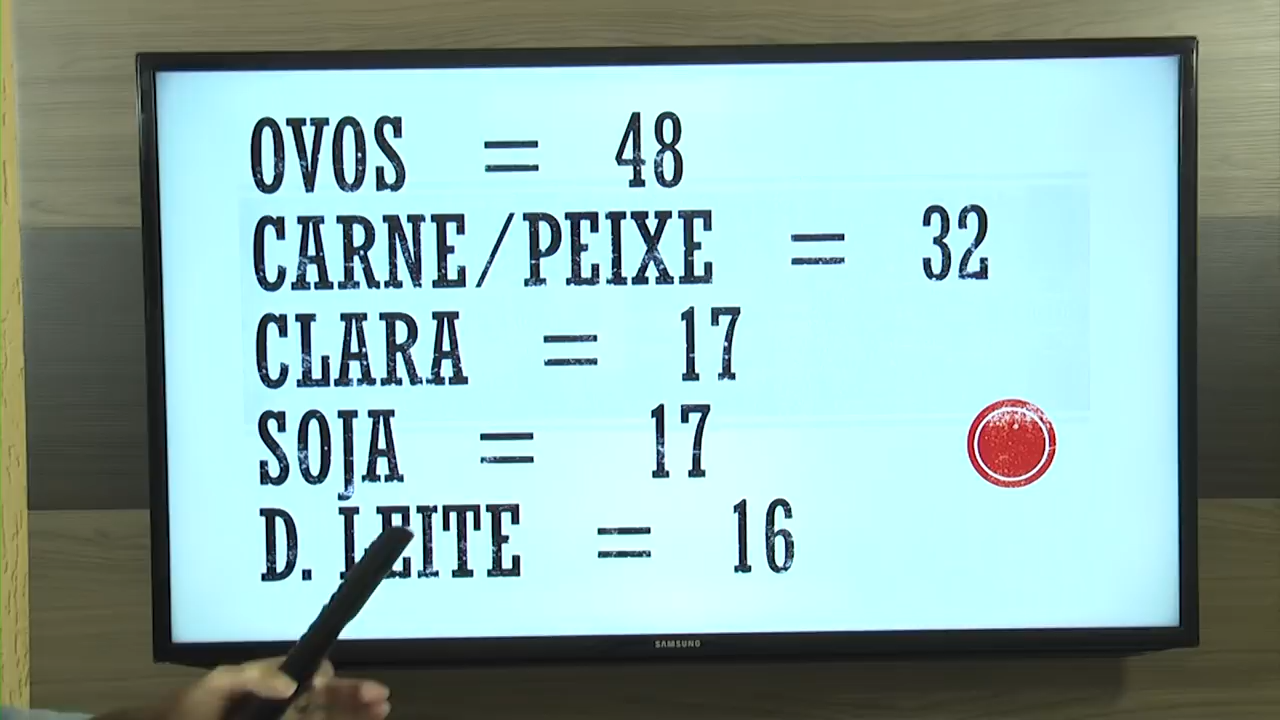 OVOS = 48
CARNE/PEIXE = 32
CLARA = 17
SOJA = 17
D. LEITE = 16
SAMSUNG